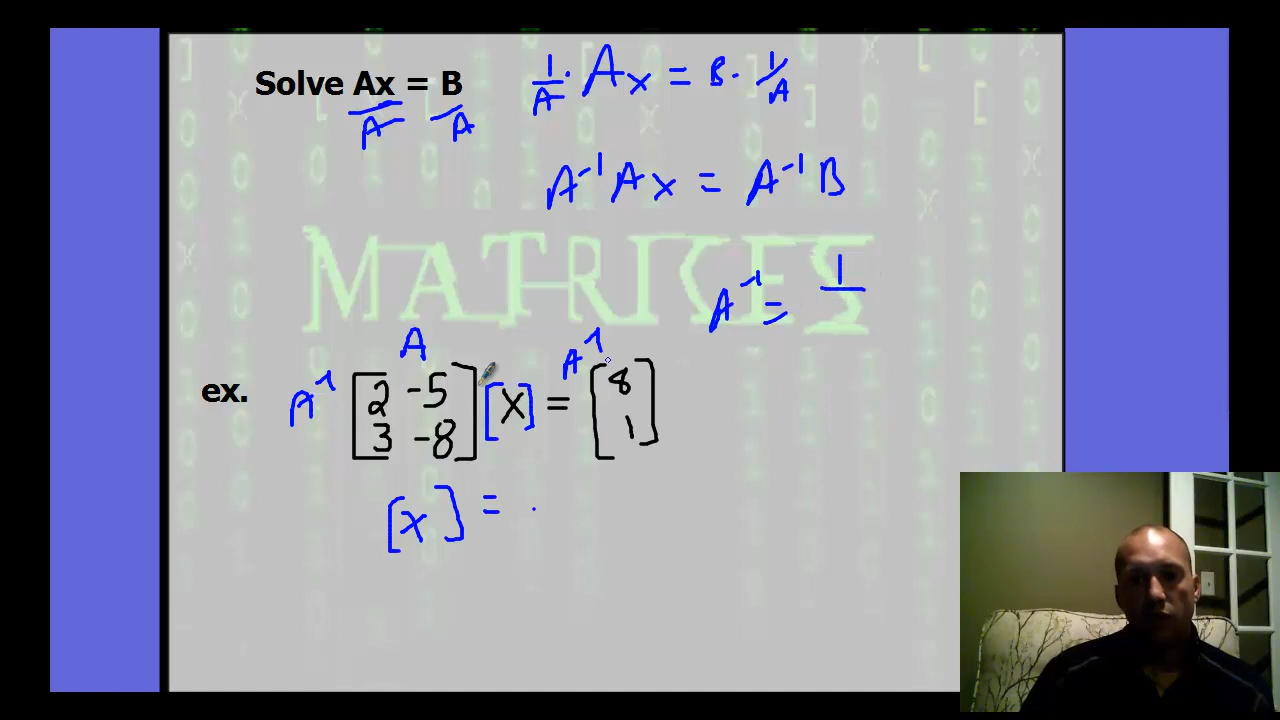 Solve Ax = B
A A
1/A · Ax = B · 1/A
A⁻¹Ax = A⁻¹B
MATRICES
A⁻¹ = 1
A A⁻¹
ex. A⁻¹ [2 -5] [X] = [8]
[3 -8] [1]
[x] = .